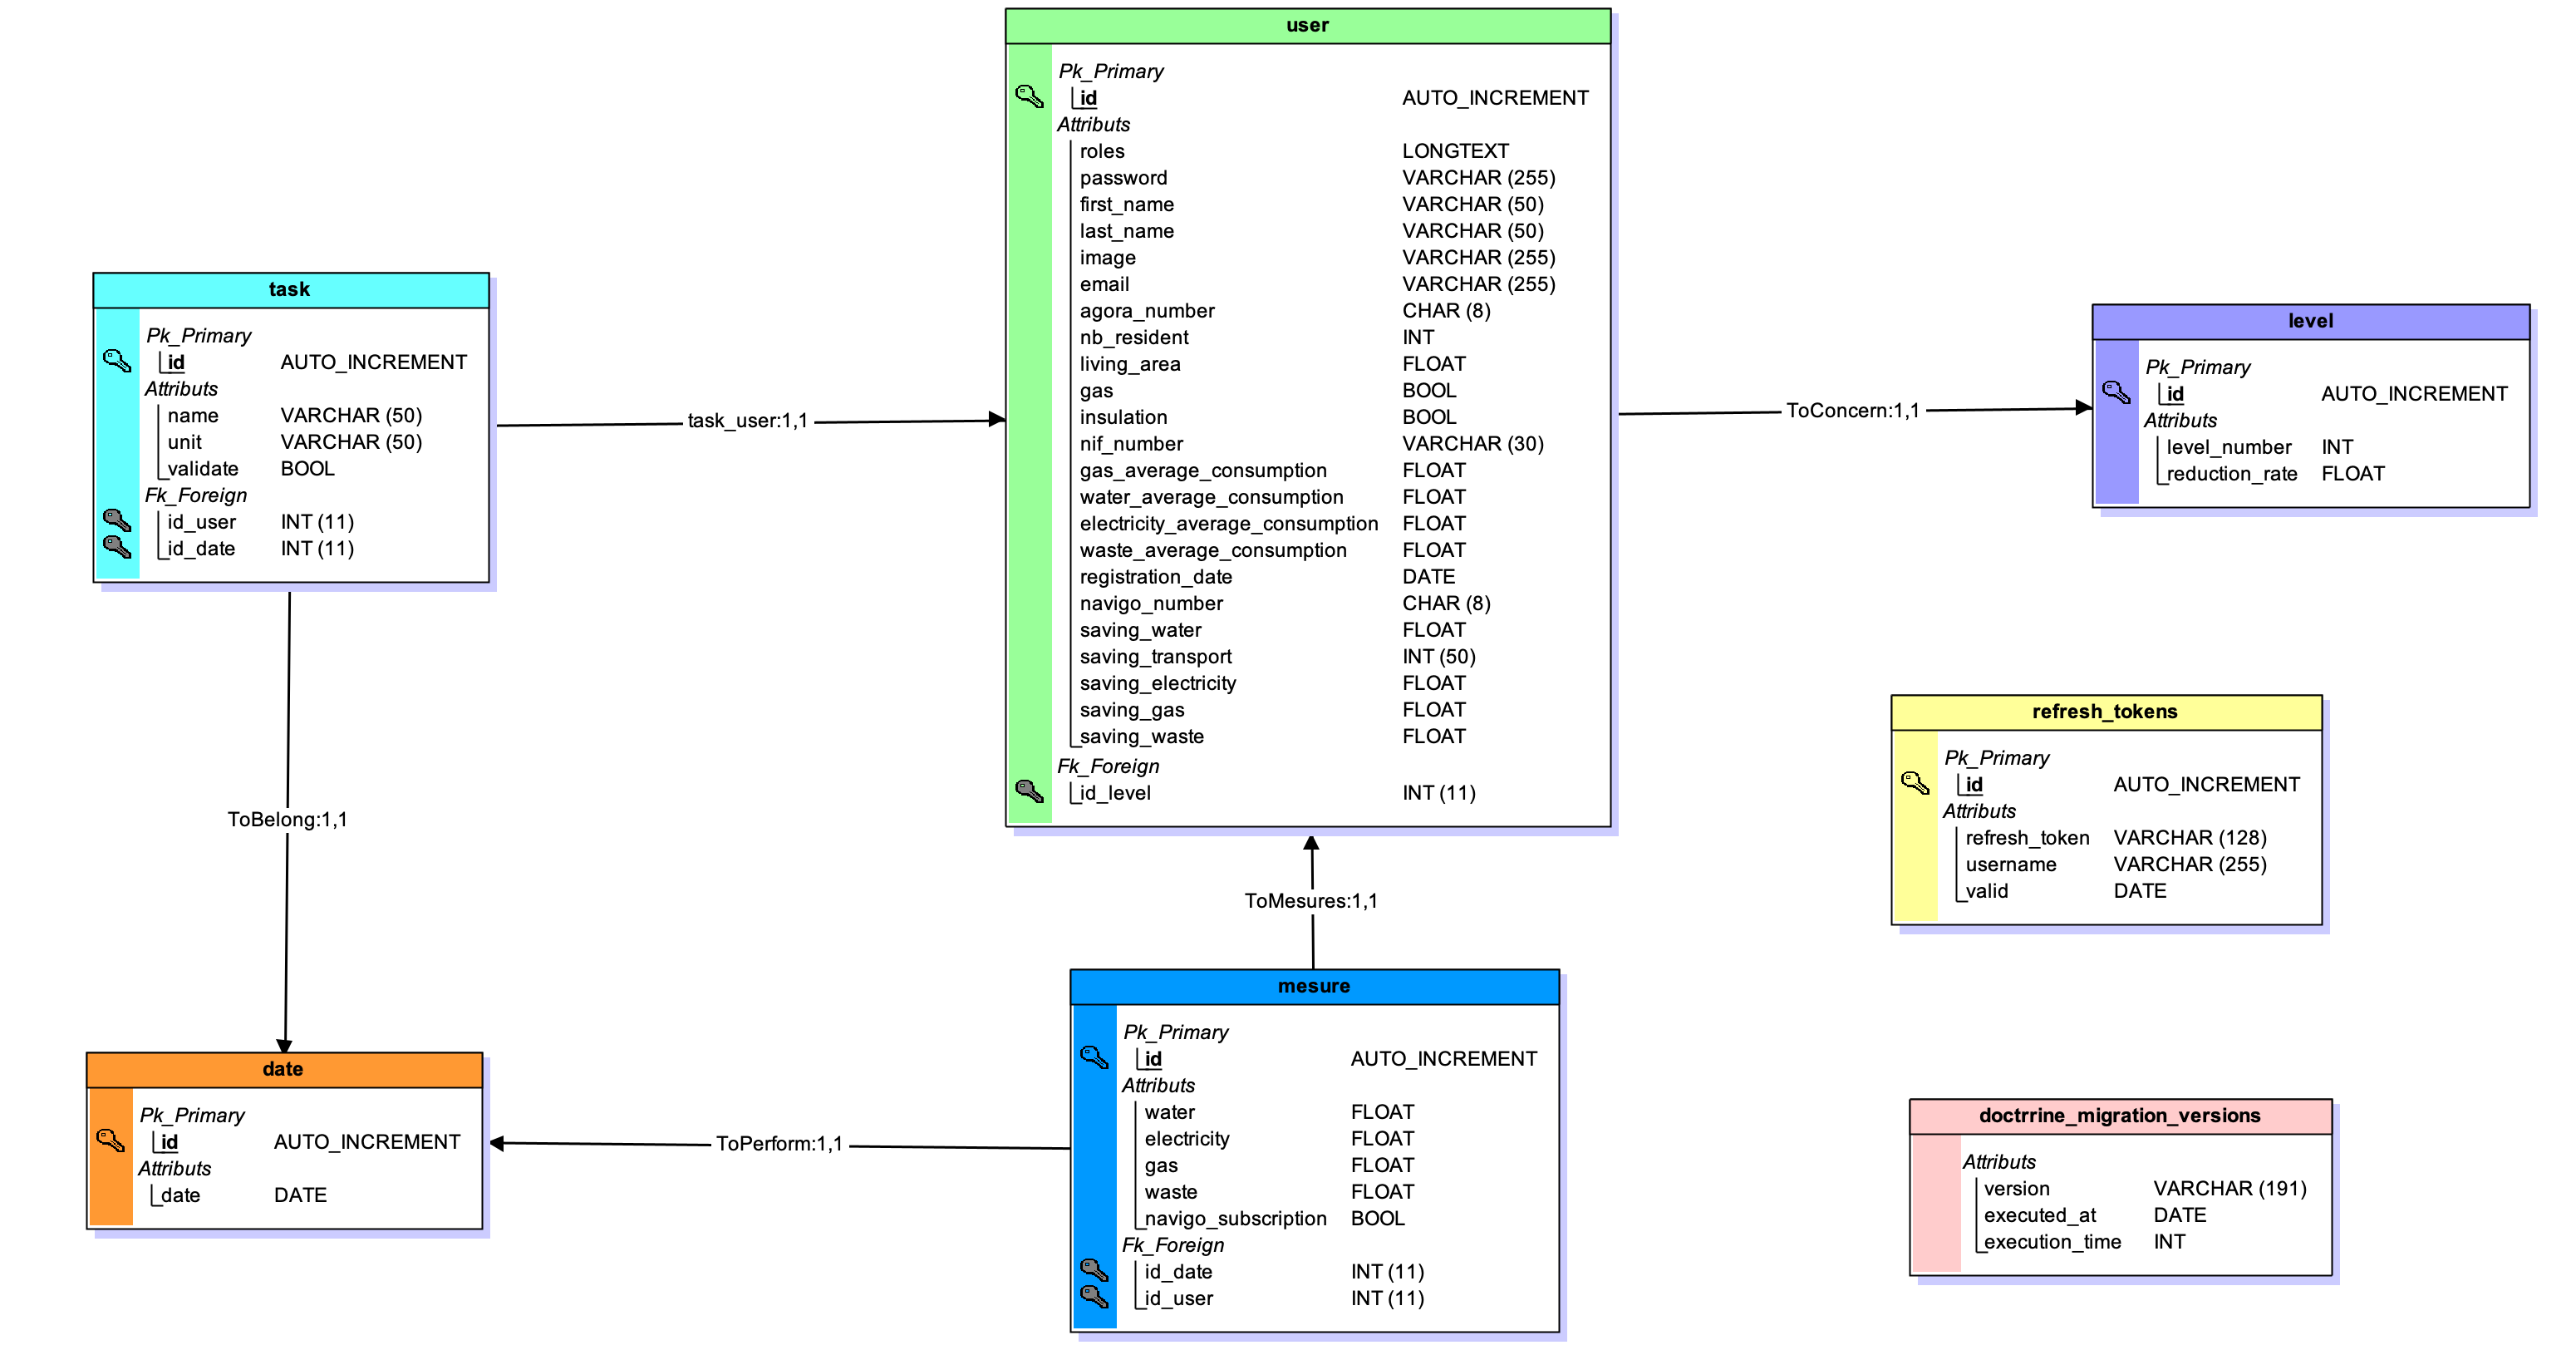 user
Pk_Primary
id AUTO_INCREMENT
Attributs
roles LONGTEXT
password VARCHAR (255)
first_name VARCHAR (50)
last_name VARCHAR (50)
image VARCHAR (255)
email VARCHAR (255)
agora_number CHAR (8)
nb_resident INT
living_area FLOAT
gas BOOL
insulation BOOL
nif_number VARCHAR (30)
gas_average_consumption FLOAT
water_average_consumption FLOAT
electricity_average_consumption FLOAT
waste_average_consumption FLOAT
registration_date DATE
navigo_number CHAR (8)
saving_water FLOAT
saving_transport INT (50)
saving_electricity FLOAT
saving_gas FLOAT
saving_waste FLOAT
Fk_Foreign
id_level INT (11)
task
Pk_Primary
id AUTO_INCREMENT
Attributs
name VARCHAR (50)
unit VARCHAR (50)
validate BOOL
Fk_Foreign
id_user INT (11)
id_date INT (11)
task_user:1,1
ToConcern:1,1
level
Pk_Primary
id AUTO_INCREMENT
Attributs
level_number INT
reduction_rate FLOAT
refresh_tokens
Pk_Primary
id AUTO_INCREMENT
Attributs
refresh_token VARCHAR (128)
username VARCHAR (255)
valid DATE
ToBelong:1,1
ToMesures:1,1
date
Pk_Primary
id AUTO_INCREMENT
Attributs
date DATE
ToPerform:1,1
mesure
Pk_Primary
id AUTO_INCREMENT
Attributs
water FLOAT
electricity FLOAT
gas FLOAT
waste FLOAT
navigo_subscription BOOL
Fk_Foreign
id_date INT (11)
id_user INT (11)
doctrrine_migration_versions
Attributs
version VARCHAR (191)
executed_at DATE
execution_time INT